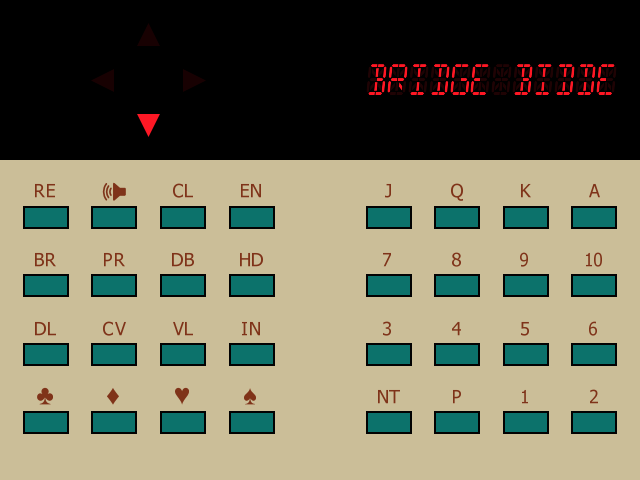 BRIDGE BIDDE
RE CL EN J Q K A
BR PR DB HD 7 8 9 10
DL CV VL IN 3 4 5 6
♣ ♦ ♥ ♠ NT P 1 2